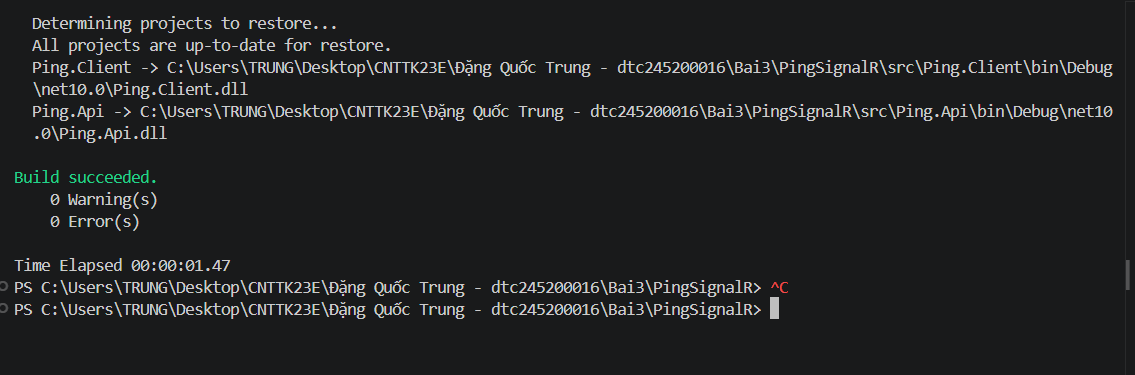 Determining projects to restore...
All projects are up-to-date for restore.
Ping.Client -> C:\Users\TRUNG\Desktop\CNTTK23E\Đặng Quốc Trung - dtc245200016\Bai3\PingSignalR\src\Ping.Client\bin\Debug
\net10.0\Ping.Client.dll
Ping.Api -> C:\Users\TRUNG\Desktop\CNTTK23E\Đặng Quốc Trung - dtc245200016\Bai3\PingSignalR\src\Ping.Api\bin\Debug\net10
.0\Ping.Api.dll
Build succeeded.
0 Warning(s)
0 Error(s)
Time Elapsed 00:00:01.47
PS C:\Users\TRUNG\Desktop\CNTTK23E\Đặng Quốc Trung - dtc245200016\Bai3\PingSignalR> ^C
PS C:\Users\TRUNG\Desktop\CNTTK23E\Đặng Quốc Trung - dtc245200016\Bai3\PingSignalR>